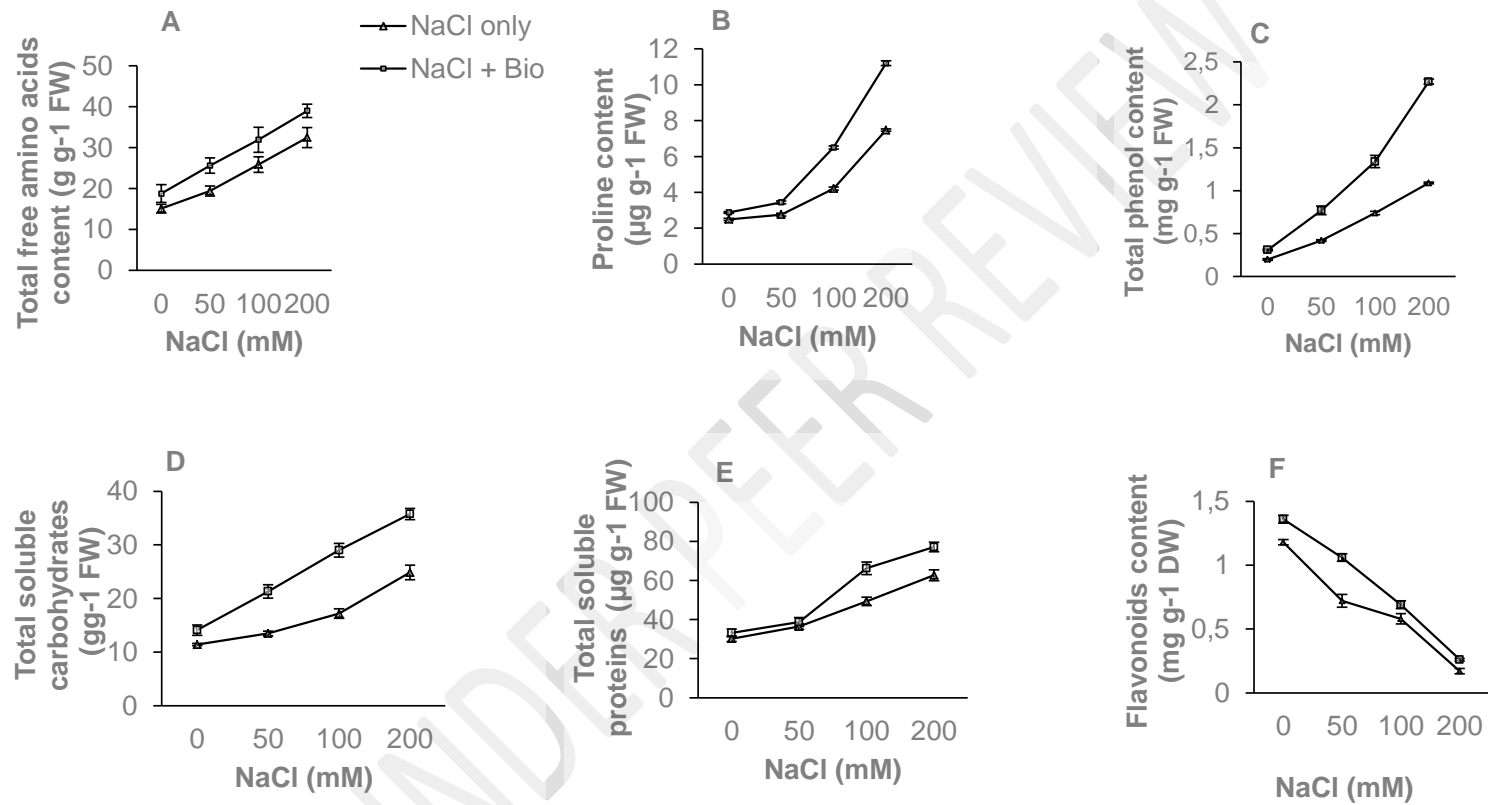 A
NaCl only
NaCl + Bio
Total free amino acids
content (g g-1 FW)
50
40
30
20
10
0
0 50 100 200
NaCl (mM)
B
Proline content
(µg g-1 FW)
12
10
8
6
4
2
0
0 50 100 200
NaCl (mM)
C
Total phenol content
(mg g-1 FW)
2,5
2
1,5
1
0,5
0
0 50 100 200
NaCl (mM)
D
Total soluble
carbohydrates
(gg-1 FW)
40
30
20
10
0
0 50 100 200
NaCl (mM)
E
Total soluble
proteins (µg g-1 FW)
100
80
60
40
20
0
0 50 100 200
NaCl (mM)
F
Flavonoids content
(mg g-1 DW)
1,5
1
0,5
0
0 50 100 200
NaCl (mM)
UNDER PEER REVIEW